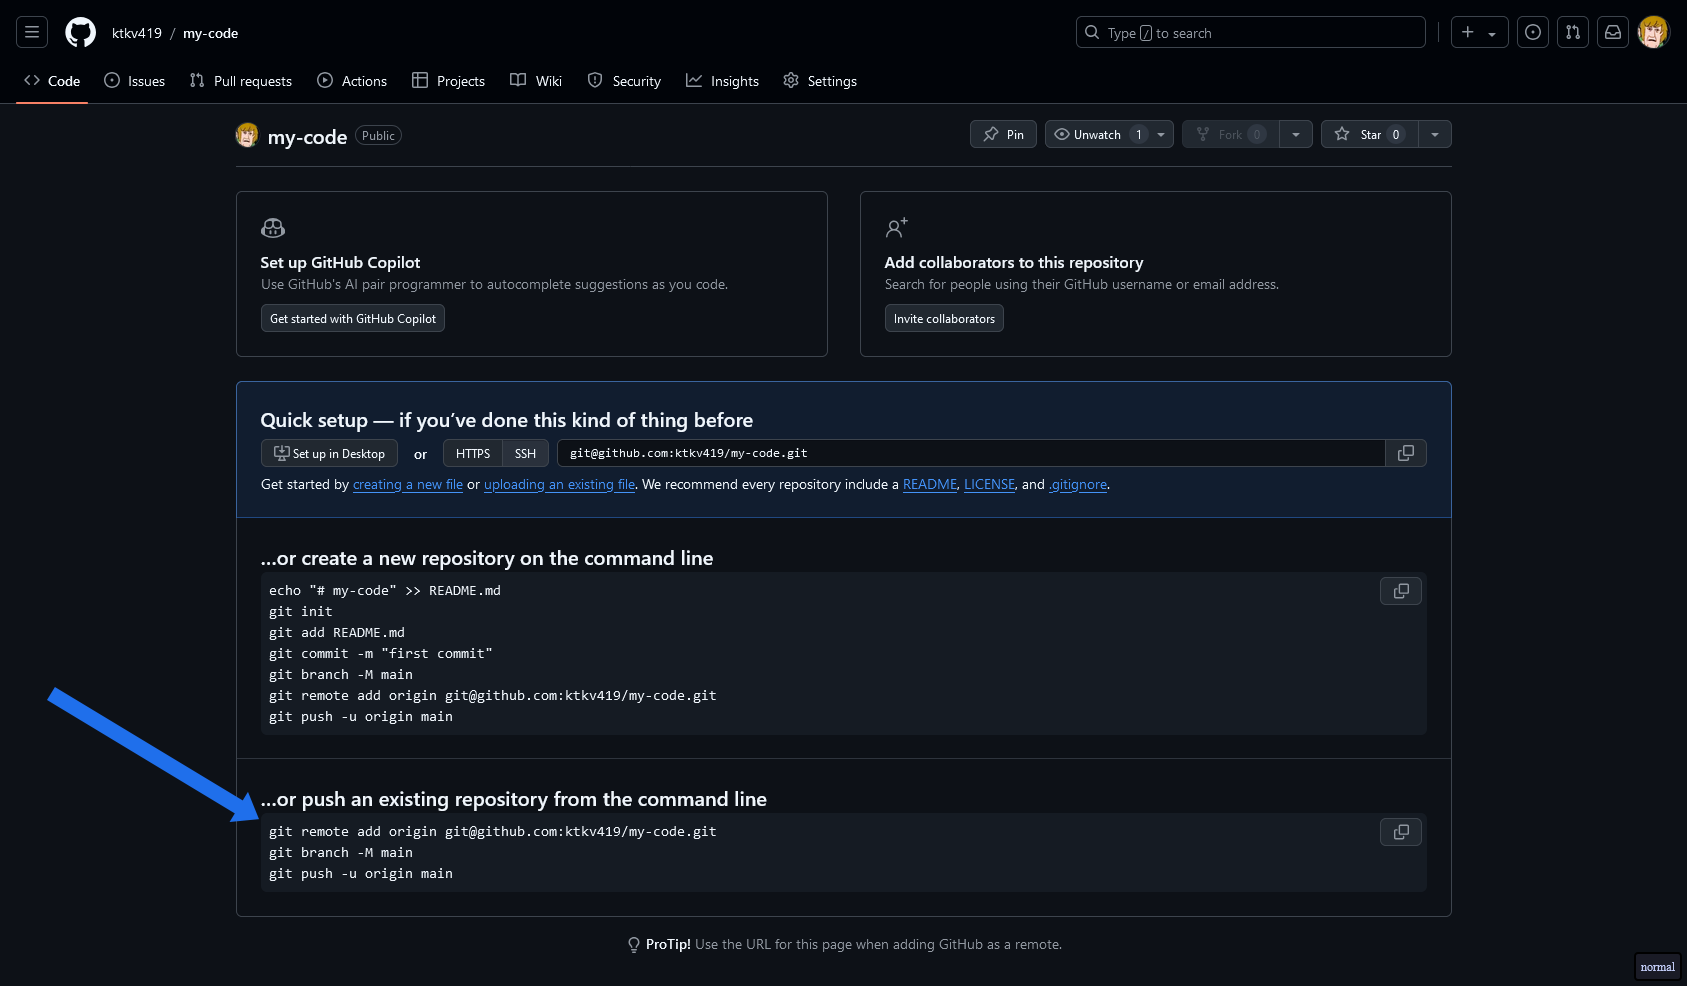 ktkv419 / my-code
Type / to search
Code Issues Pull requests Actions Projects Wiki Security Insights Settings
my-code Public
Pin Unwatch 1 Fork 0 Star 0
Set up GitHub Copilot
Use GitHub's AI pair programmer to autocomplete suggestions as you code.
Get started with GitHub Copilot
Add collaborators to this repository
Search for people using their GitHub username or email address.
Invite collaborators
Quick setup — if you’ve done this kind of thing before
Set up in Desktop or HTTPS SSH git@github.com:ktkv419/my-code.git
Get started by creating a new file or uploading an existing file. We recommend every repository include a README, LICENSE, and .gitignore.
…or create a new repository on the command line
echo "# my-code" >> README.md
git init
git add README.md
git commit -m "first commit"
git branch -M main
git remote add origin git@github.com:ktkv419/my-code.git
git push -u origin main
…or push an existing repository from the command line
git remote add origin git@github.com:ktkv419/my-code.git
git branch -M main
git push -u origin main
ProTip! Use the URL for this page when adding GitHub as a remote.
normal